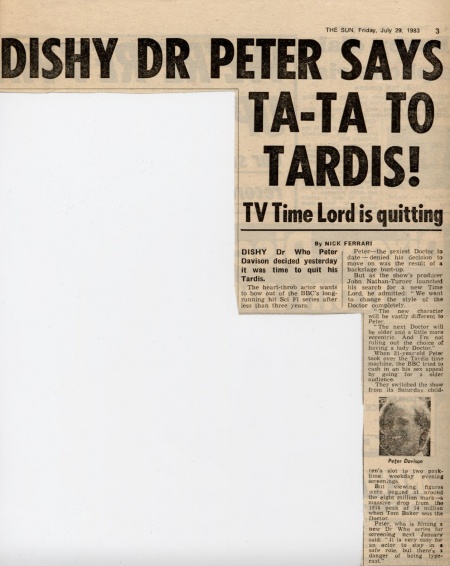 THE SUN, Friday, July 29, 1983 3
DISHY DR PETER SAYS
TA-TA TO
TARDIS!
TV Time Lord is quitting
By NICK FERRARI
DISHY Dr Who Peter
Davison decided yesterday
it was time to quit his
Tardis.
The heart-throb actor wants
to bow out of the BBC's long-
running hit Sci Fi series after
less than three years.
Peter—the sexiest Doctor to
date—denied his decision to
move on was the result of a
backstage bust-up.
But as the show's producer
John Nathan-Turner launched
his search for a new Time
Lord, he admitted: "We want
to change the style of the
Doctor completely.
"The new character
will be vastly different to
Peter.
"The next Doctor will
be older and a little more
eccentric. And I'm not
ruling out the choice of
having a lady Doctor."
When 31-year-old Peter
took over the Tardis time
machine, the BBC tried to
cash in on his sex appeal
by going for a older
audience.
They switched the show
from its Saturday child-
Peter Davison
ren's slot to two peak-
time weekday evening
screenings.
But viewing figures
were pegged at around
the eight million mark—a
massive drop from the
peak of 14 million
when Tom Baker was the
Doctor.
Peter, who is filming a
new Dr Who series for
screening next January
said: "It is very easy for
an actor to stay in a
safe role, but there's a
danger of being type-
cast."